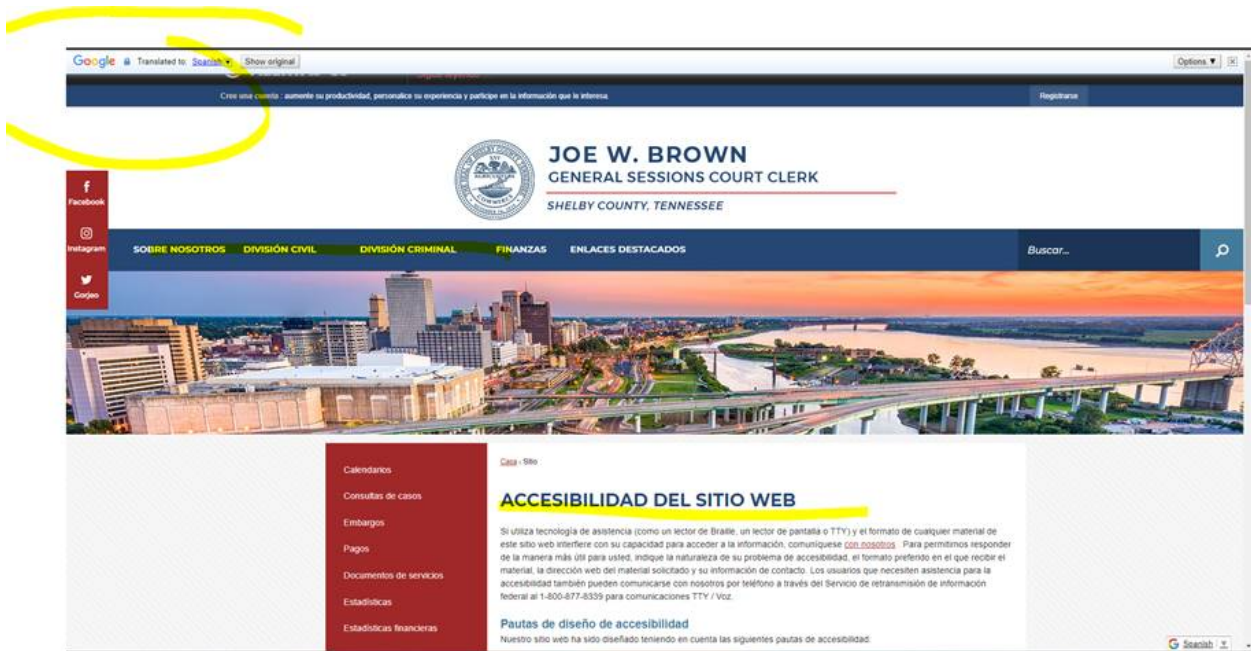 Google Translated to: Spanish Show original Options ▼
Cree una cuenta : aumente su productividad, personalice su experiencia y participe en la información que le interesa. Registrarse
JOE W. BROWN
GENERAL SESSIONS COURT CLERK
SHELBY COUNTY, TENNESSEE
Facebook
Instagram
Gorjeo
SOBRE NOSOTROS DIVISIÓN CIVIL DIVISIÓN CRIMINAL FINANZAS ENLACES DESTACADOS Buscar...
Calendarios
Consultas de casos
Embargos
Pagos
Documentos de servicios
Estadísticas
Estadísticas financieras
Casa › Sitio
ACCESIBILIDAD DEL SITIO WEB
Si utiliza tecnología de asistencia (como un lector de Braille, un lector de pantalla o TTY) y el formato de cualquier material de
este sitio web interfiere con su capacidad para acceder a la información, comuníquese con nosotros . Para permitirnos responder
de la manera más útil para usted, indique la naturaleza de su problema de accesibilidad, el formato preferido en el que recibir el
material, la dirección web del material solicitado y su información de contacto. Los usuarios que necesiten asistencia para la
accesibilidad también pueden comunicarse con nosotros por teléfono a través del Servicio de retransmisión de información
federal al 1-800-877-8339 para comunicaciones TTY / Voz.
Pautas de diseño de accesibilidad
Nuestro sitio web ha sido diseñado teniendo en cuenta las siguientes pautas de accesibilidad.
G Spanish